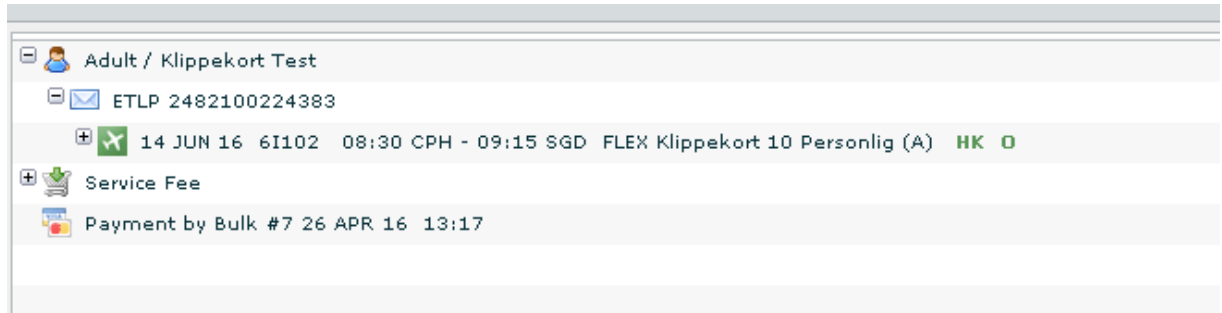 Adult / Klippekort Test
ETLP 2482100224383
14 JUN 16 6I102 08:30 CPH - 09:15 SGD FLEX Klippekort 10 Personlig (A) HK O
Service Fee
Payment by Bulk #7 26 APR 16 13:17